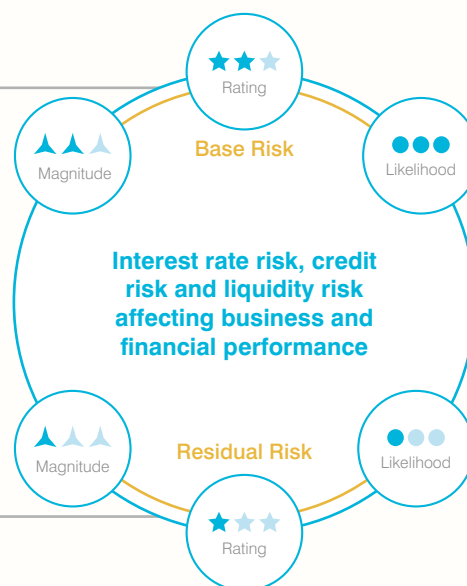 Rating
Base Risk
Magnitude
Likelihood
Interest rate risk, credit
risk and liquidity risk
affecting business and
financial performance
Residual Risk
Magnitude
Likelihood
Rating